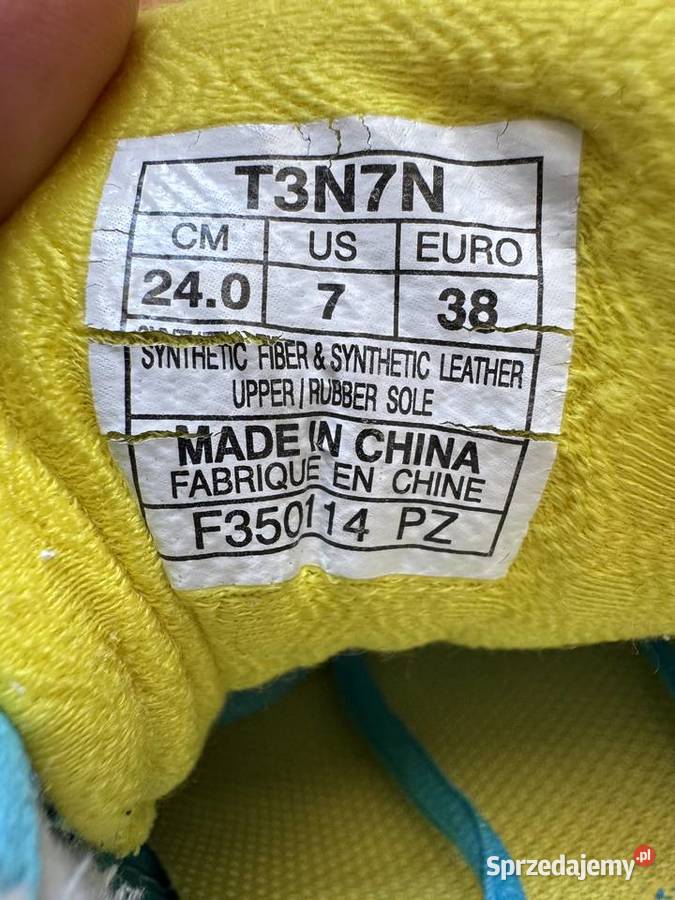 T3N7N
CM US EURO
24.0 7 38
SYNTHETIC FIBER & SYNTHETIC LEATHER
UPPER / RUBBER SOLE
MADE IN CHINA
FABRIQUE EN CHINE
F350114 PZ
Sprzedajemy.pl